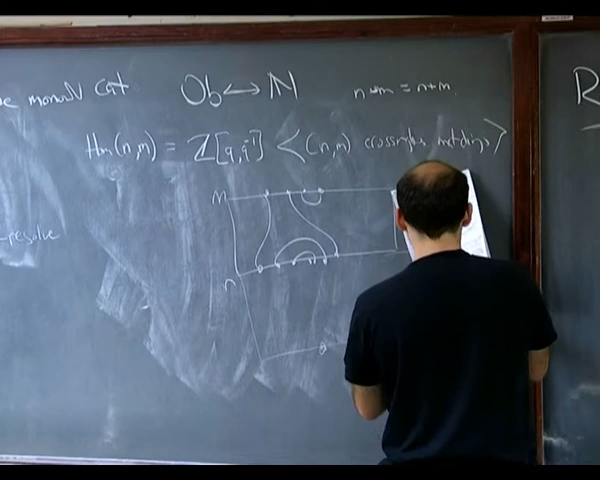 monoidal cat Ob ↔ ℕ n⊗m = n+m.
Hom(n,m) = ℤ[q,q⁻¹] <(n,m) crossingless matchings>
m
-resolve
n
R